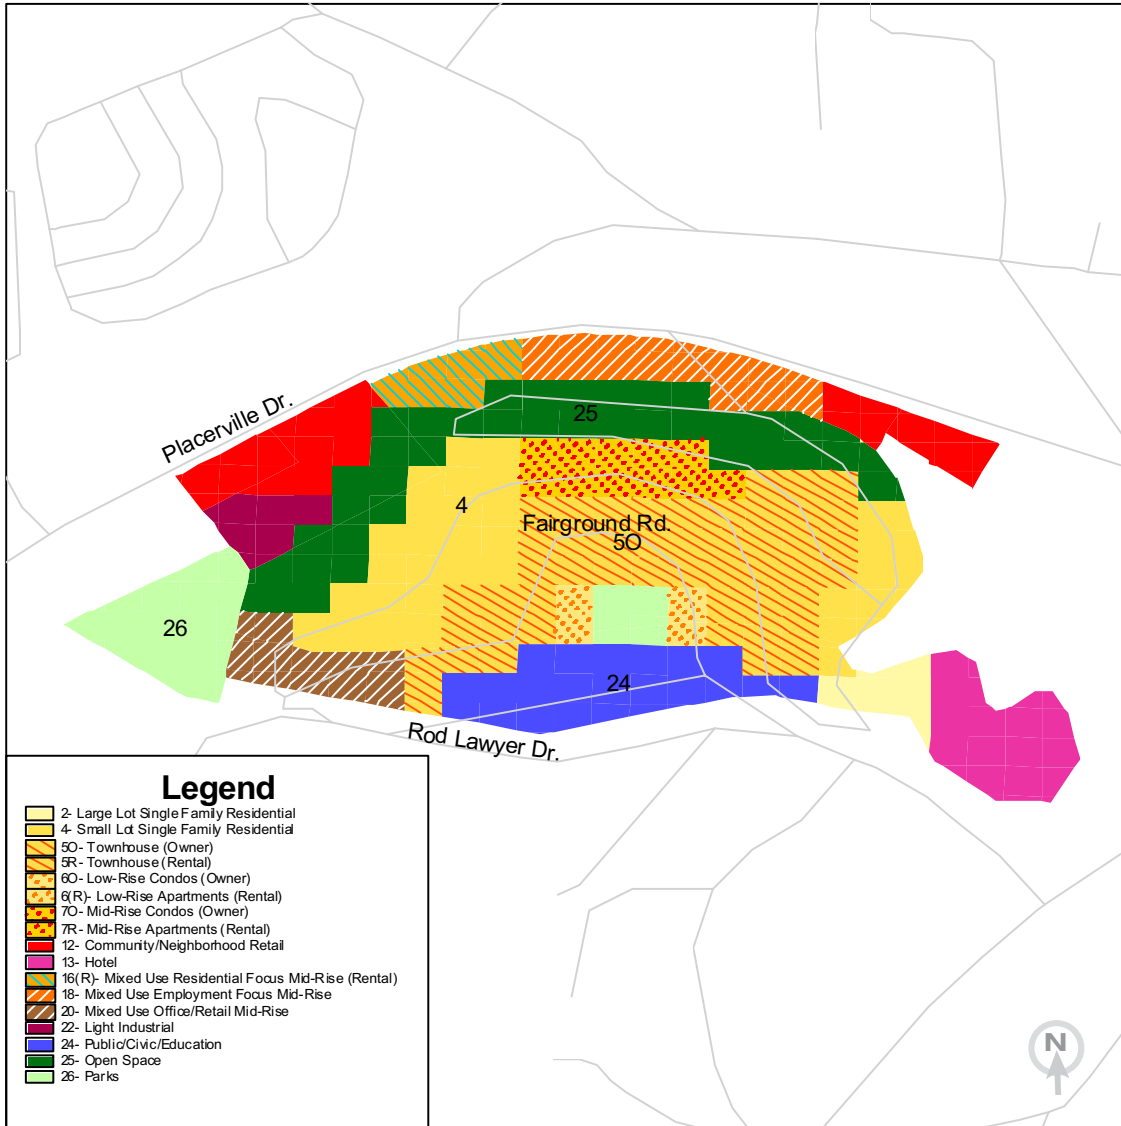 25
Placerville Dr.
4
Fairground Rd.
5O
26
24
Rod Lawyer Dr.
Legend
2- Large Lot Single Family Residential
4- Small Lot Single Family Residential
5O- Townhouse (Owner)
5R- Townhouse (Rental)
6O- Low-Rise Condos (Owner)
6(R)- Low-Rise Apartments (Rental)
7O- Mid-Rise Condos (Owner)
7R- Mid-Rise Apartments (Rental)
12- Community/Neighborhood Retail
13- Hotel
16(R)- Mixed Use Residential Focus Mid-Rise (Rental)
18- Mixed Use Employment Focus Mid-Rise
20- Mixed Use Office/Retail Mid-Rise
22- Light Industrial
24- Public/Civic/Education
25- Open Space
26- Parks
N